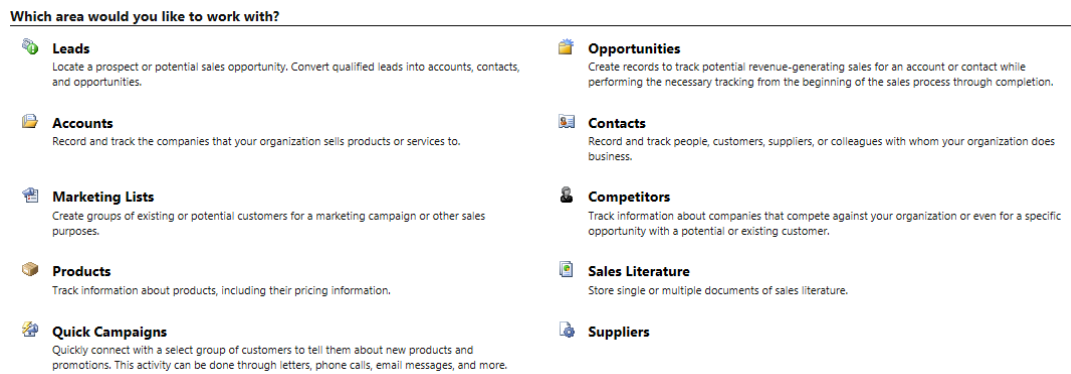 Which area would you like to work with?
Leads
Locate a prospect or potential sales opportunity. Convert qualified leads into accounts, contacts,
and opportunities.
Opportunities
Create records to track potential revenue-generating sales for an account or contact while
performing the necessary tracking from the beginning of the sales process through completion.
Accounts
Record and track the companies that your organization sells products or services to.
Contacts
Record and track people, customers, suppliers, or colleagues with whom your organization does
business.
Marketing Lists
Create groups of existing or potential customers for a marketing campaign or other sales
purposes.
Competitors
Track information about companies that compete against your organization or even for a specific
opportunity with a potential or existing customer.
Products
Track information about products, including their pricing information.
Sales Literature
Store single or multiple documents of sales literature.
Quick Campaigns
Quickly connect with a select group of customers to tell them about new products and
promotions. This activity can be done through letters, phone calls, email messages, and more.
Suppliers